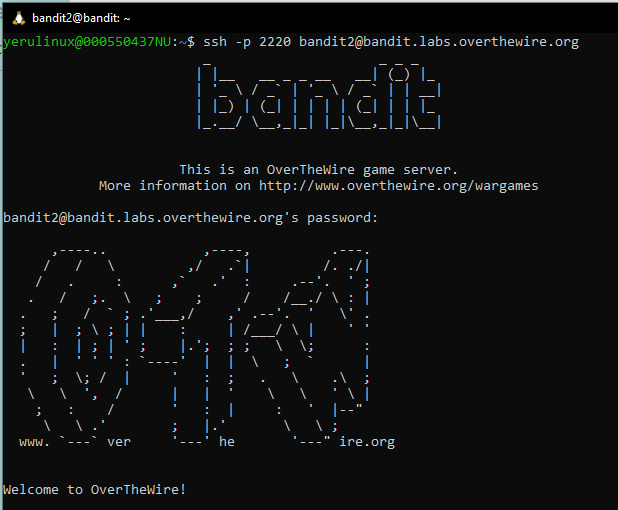 bandit2@bandit: ~
yerulinux@000550437NU:~$ ssh -p 2220 bandit2@bandit.labs.overthewire.org
bandit
This is an OverTheWire game server.
More information on http://www.overthewire.org/wargames
bandit2@bandit.labs.overthewire.org's password:
www. ver he ire.org
Welcome to OverTheWire!